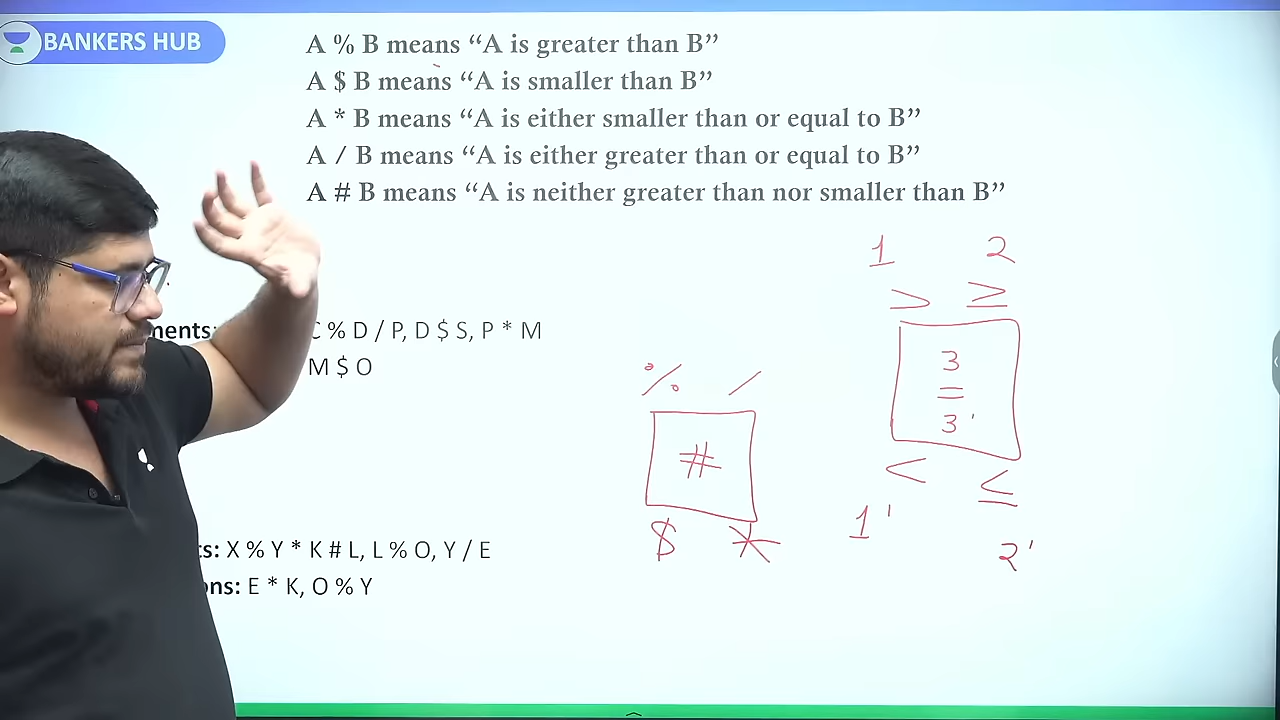 BANKERS HUB
A % B means “A is greater than B”
A $ B means “A is smaller than B”
A * B means “A is either smaller than or equal to B”
A / B means “A is either greater than or equal to B”
A # B means “A is neither greater than nor smaller than B”
1 2
> ≥
ments: C % D / P, D $ S, P * M
M $ O
3
=
3'
% /
#
< ≤
$ *
1'
2'
ts: X % Y * K # L, L % O, Y / E
ons: E * K, O % Y